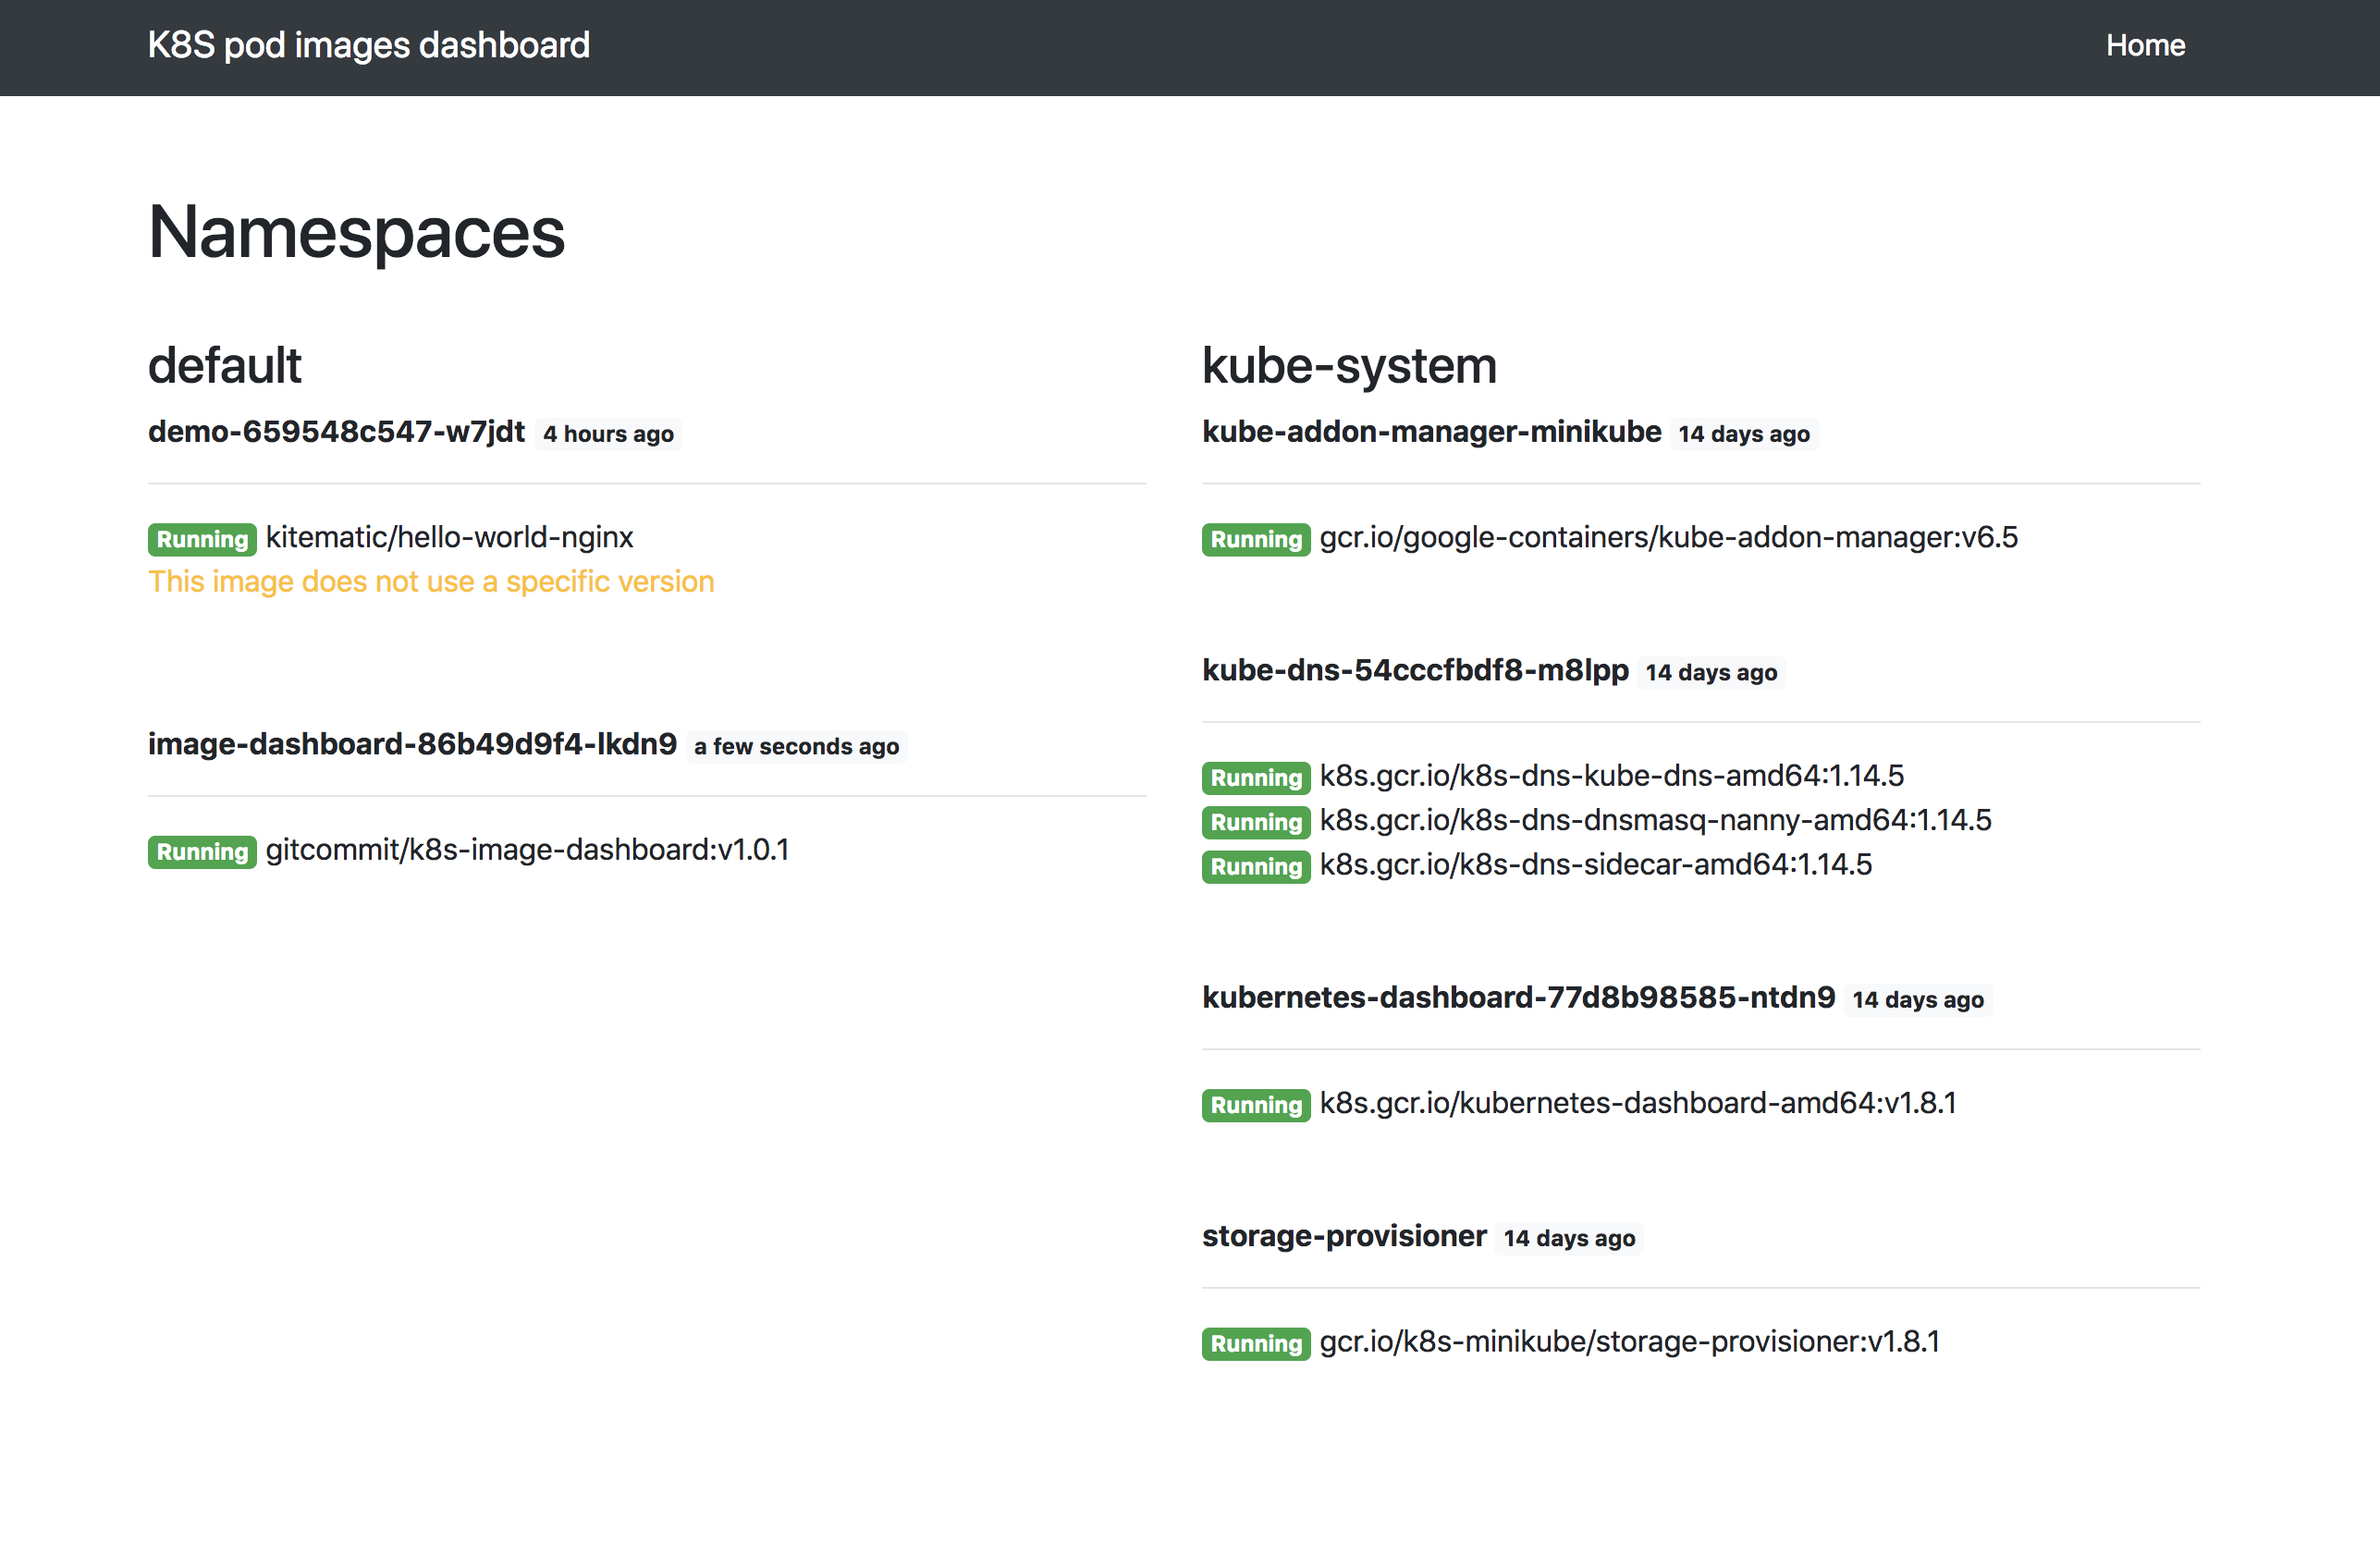 K8S pod images dashboard
Home
Namespaces
default
demo-659548c547-w7jdt 4 hours ago
Running kitematic/hello-world-nginx
This image does not use a specific version
image-dashboard-86b49d9f4-lkdn9 a few seconds ago
Running gitcommit/k8s-image-dashboard:v1.0.1
kube-system
kube-addon-manager-minikube 14 days ago
Running gcr.io/google-containers/kube-addon-manager:v6.5
kube-dns-54cccfbdf8-m8lpp 14 days ago
Running k8s.gcr.io/k8s-dns-kube-dns-amd64:1.14.5
Running k8s.gcr.io/k8s-dns-dnsmasq-nanny-amd64:1.14.5
Running k8s.gcr.io/k8s-dns-sidecar-amd64:1.14.5
kubernetes-dashboard-77d8b98585-ntdn9 14 days ago
Running k8s.gcr.io/kubernetes-dashboard-amd64:v1.8.1
storage-provisioner 14 days ago
Running gcr.io/k8s-minikube/storage-provisioner:v1.8.1